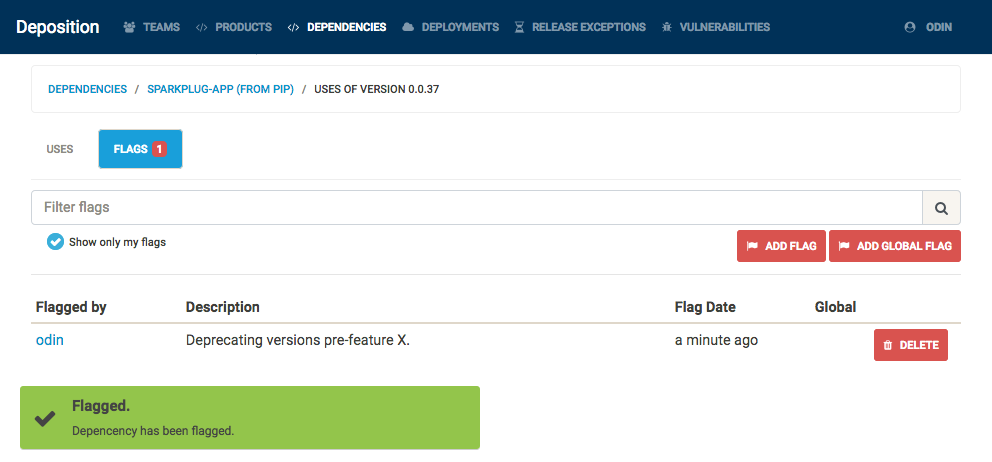 Deposition TEAMS PRODUCTS DEPENDENCIES DEPLOYMENTS RELEASE EXCEPTIONS VULNERABILITIES ODIN
DEPENDENCIES / SPARKPLUG-APP (FROM PIP) / USES OF VERSION 0.0.37
USES FLAGS 1
Filter flags
Show only my flags ADD FLAG ADD GLOBAL FLAG
Flagged by Description Flag Date Global
odin Deprecating versions pre-feature X. a minute ago DELETE
Flagged.
Depencency has been flagged.